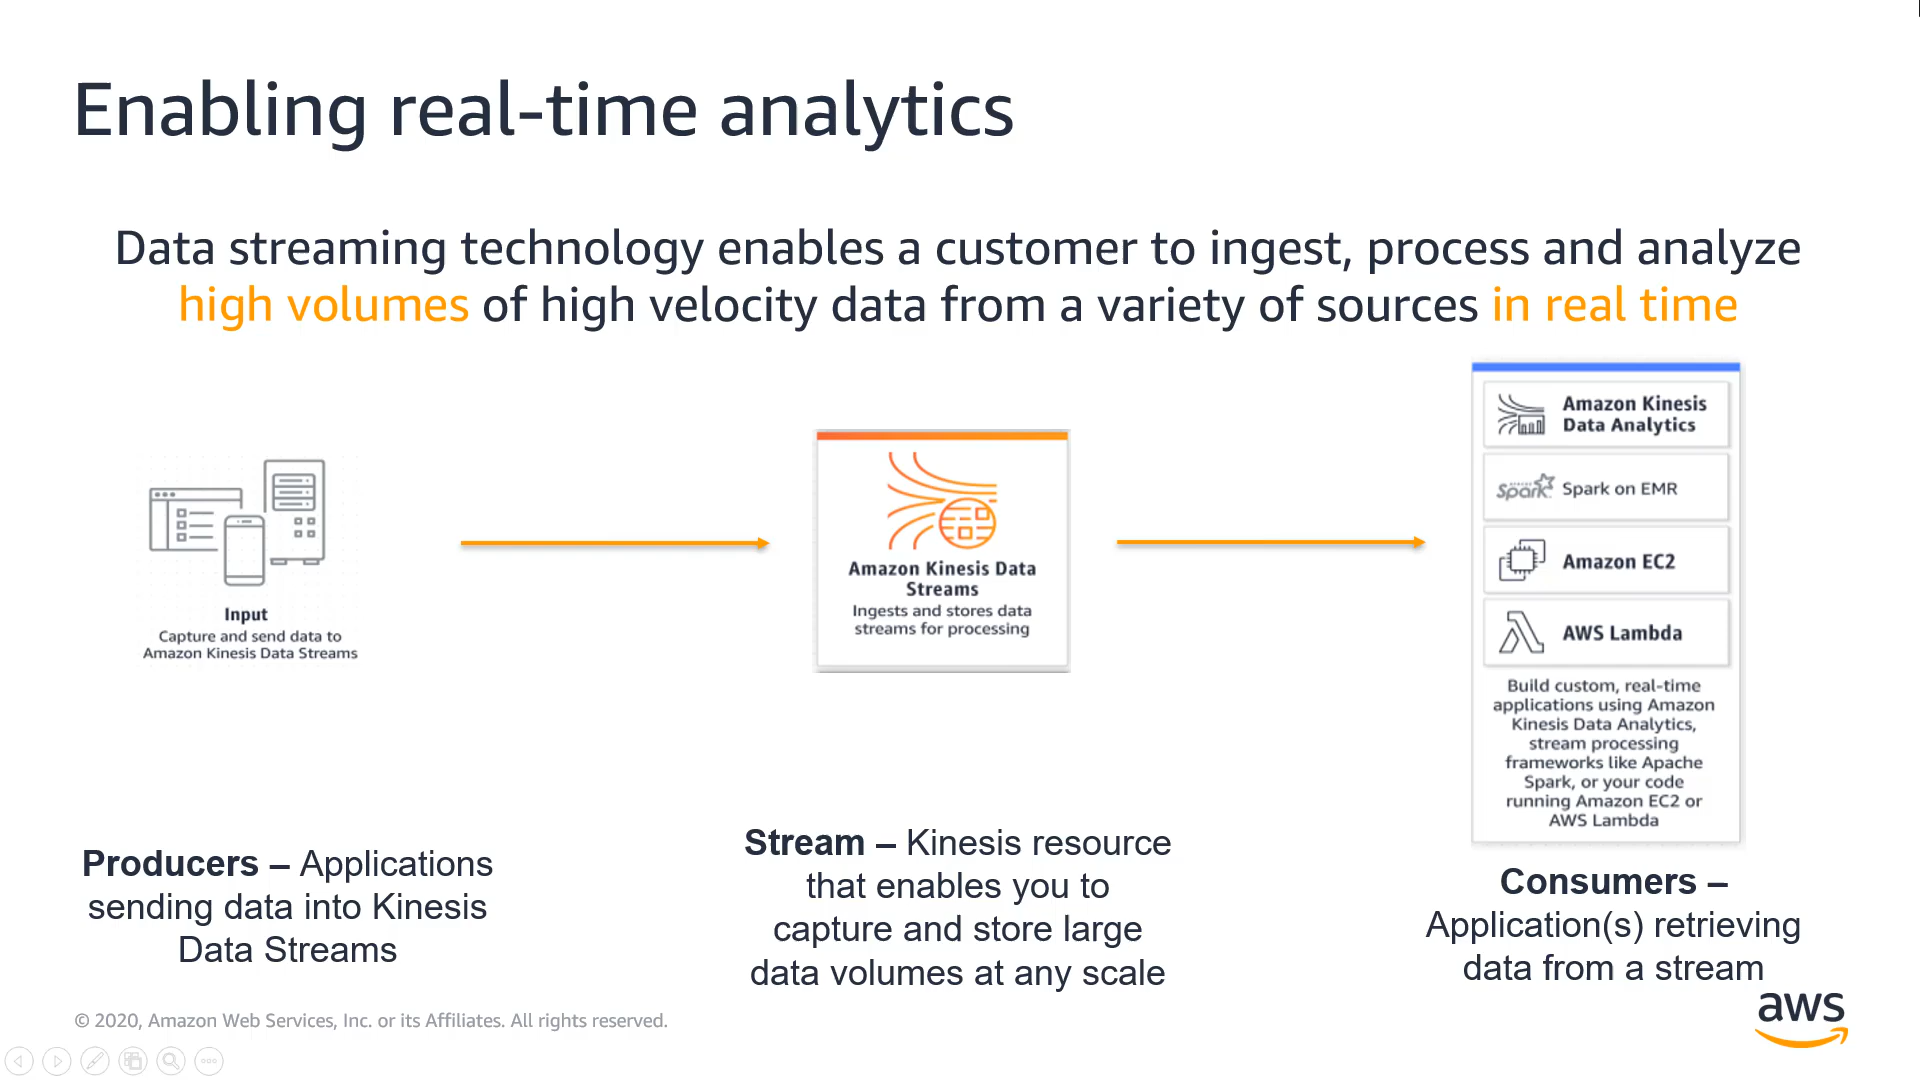 Enabling real-time analytics
Data streaming technology enables a customer to ingest, process and analyze
high volumes of high velocity data from a variety of sources in real time
Input
Capture and send data to
Amazon Kinesis Data Streams
Amazon Kinesis Data
Streams
Ingests and stores data
streams for processing
Amazon Kinesis
Data Analytics
Spark
Spark on EMR
Amazon EC2
AWS Lambda
Build custom, real-time
applications using Amazon
Kinesis Data Analytics,
stream processing
frameworks like Apache
Spark, or your code
running Amazon EC2 or
AWS Lambda
Producers – Applications
sending data into Kinesis
Data Streams
Stream – Kinesis resource
that enables you to
capture and store large
data volumes at any scale
Consumers –
Application(s) retrieving
data from a stream
© 2020, Amazon Web Services, Inc. or its Affiliates. All rights reserved.
aws